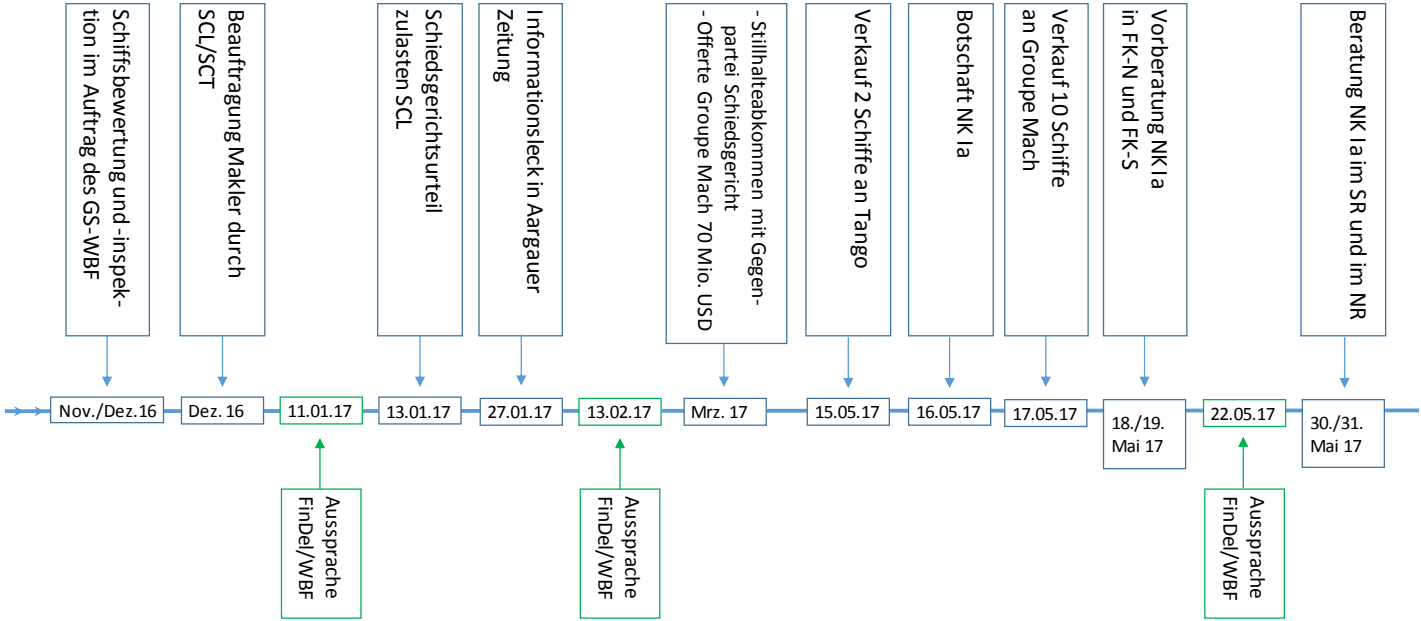 Schiffsbewertung und -inspek-
tion im Auftrag des GS-WBF
Beauftragung Makler durch
SCL/SCT
Schiedsgerichtsurteil
zulasten SCL
Informationsleck in Aargauer
Zeitung
- Stillhalteabkommen mit Gegen-
partei Schiedsgericht
- Offerte Groupe Mach 70 Mio. USD
Verkauf 2 Schiffe an Tango
Botschaft NK Ia
Verkauf 10 Schiffe
an Groupe Mach
Vorberatung NK Ia
in FK-N und FK-S
Beratung NK Ia im SR und im NR
Nov./Dez.16
Dez. 16
11.01.17
13.01.17
27.01.17
13.02.17
Mrz. 17
15.05.17
16.05.17
17.05.17
18./19.
Mai 17
22.05.17
30./31.
Mai 17
Aussprache
FinDel/WBF
Aussprache
FinDel/WBF
Aussprache
FinDel/WBF